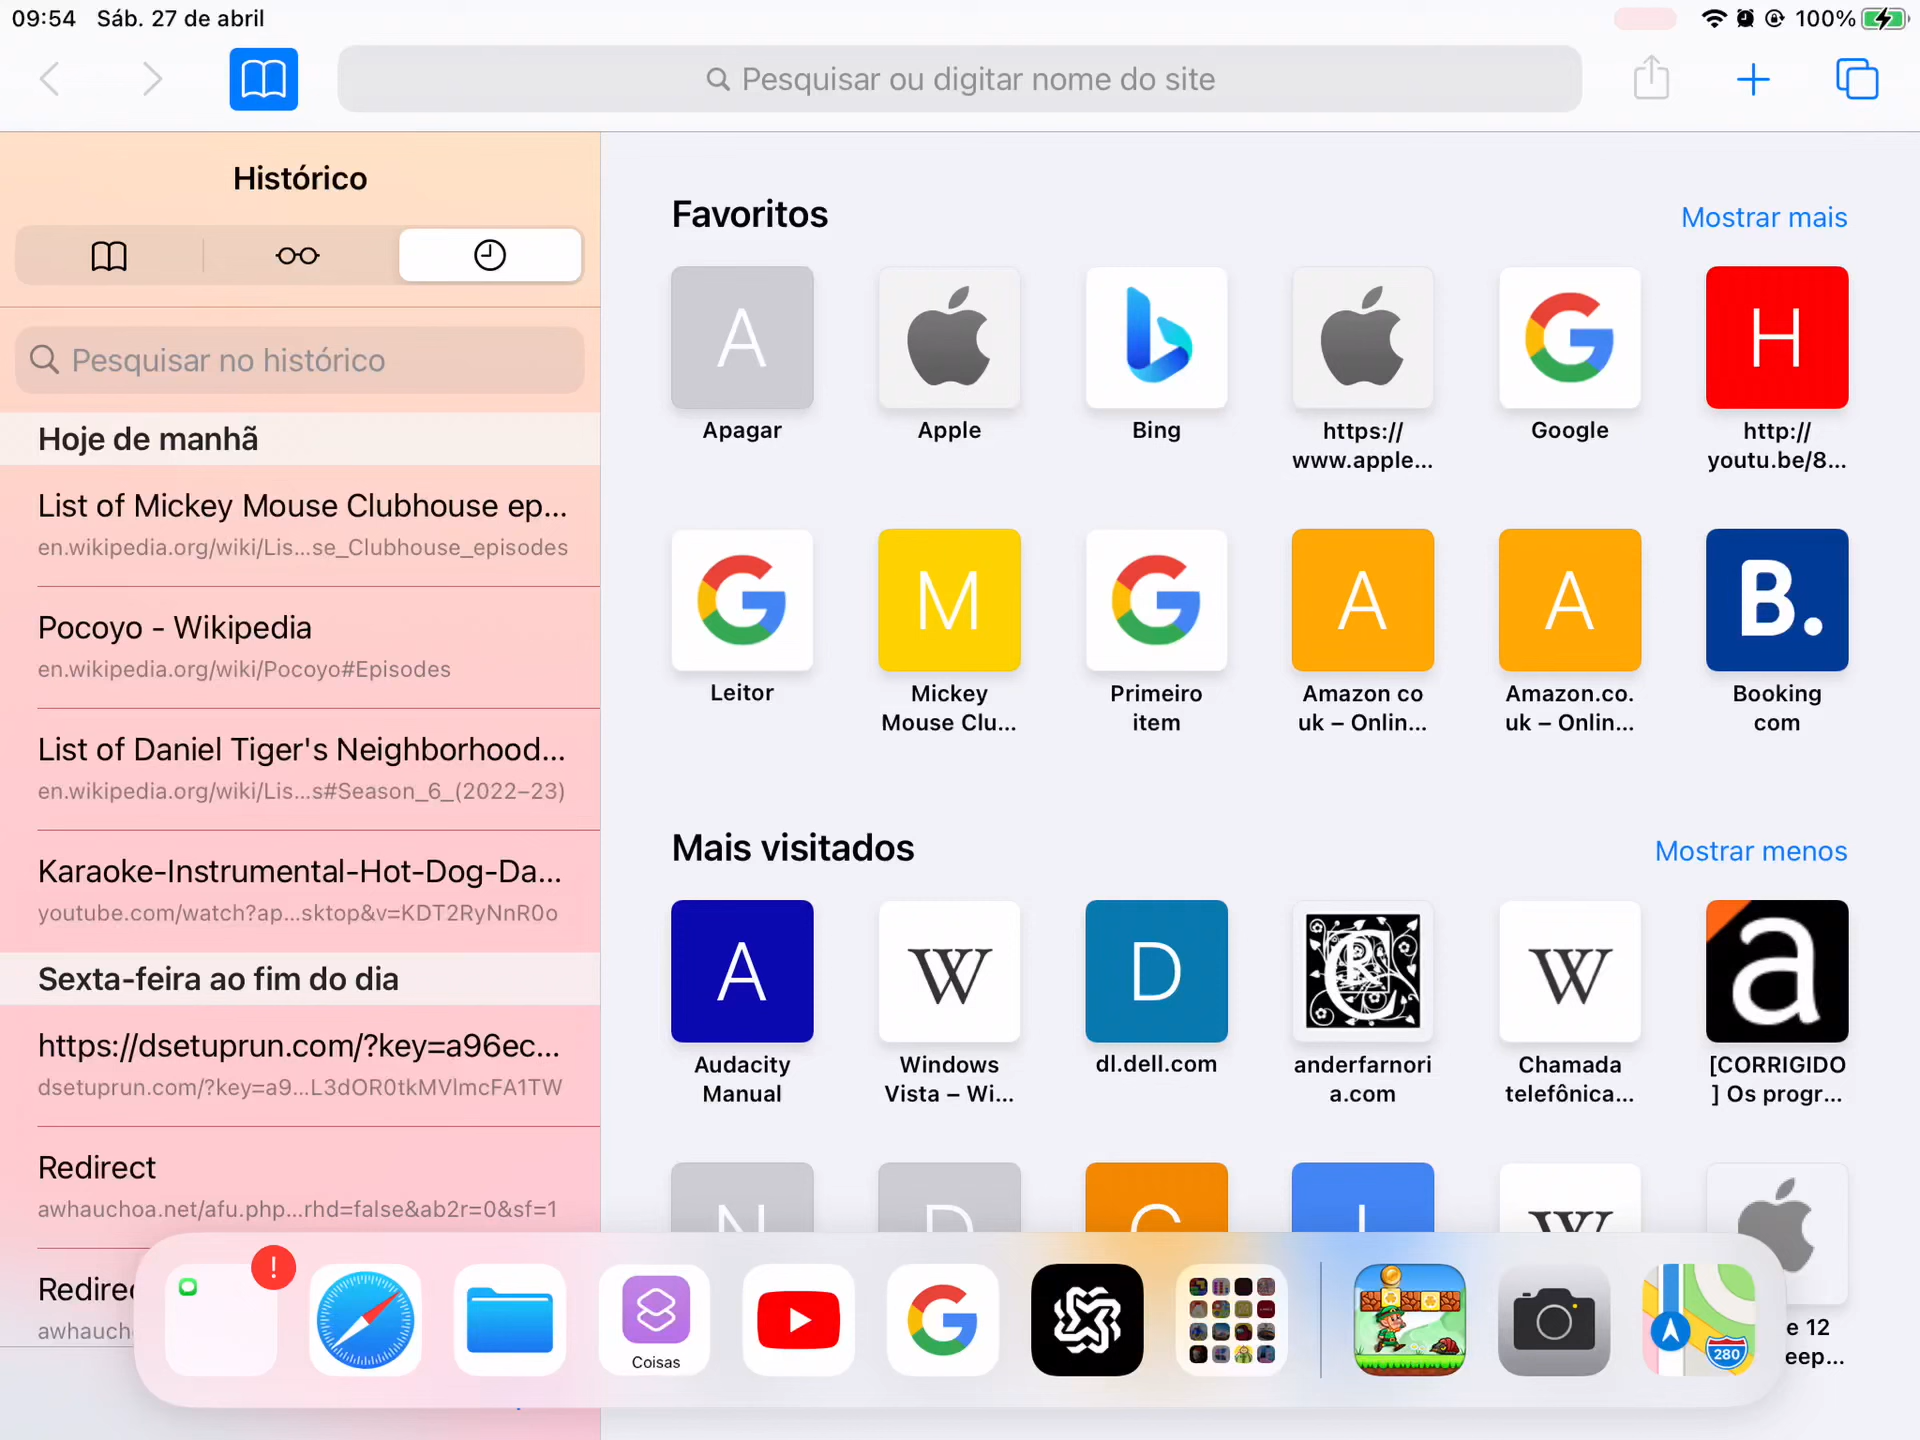 09:54 Sáb. 27 de abril 100%
Pesquisar ou digitar nome do site
Histórico
Pesquisar no histórico
Hoje de manhã
List of Mickey Mouse Clubhouse ep...
en.wikipedia.org/wiki/Lis...se_Clubhouse_episodes
Pocoyo - Wikipedia
en.wikipedia.org/wiki/Pocoyo#Episodes
List of Daniel Tiger's Neighborhood...
en.wikipedia.org/wiki/Lis...s#Season_6_(2022–23)
Karaoke-Instrumental-Hot-Dog-Da...
youtube.com/watch?ap...sktop&v=KDT2RyNnR0o
Sexta-feira ao fim do dia
https://dsetuprun.com/?key=a96ec...
dsetuprun.com/?key=a9...L3dOR0tkMVlmcFA1TW
Redirect
awhauchoa.net/afu.php...rhd=false&ab2r=0&sf=1
Redirec
awhauch
Favoritos
Mostrar mais
A
H
Apagar
Apple
Bing
https://
www.apple...
Google
http://
youtu.be/8...
M
A
A
B.
Leitor
Mickey
Mouse Clu...
Primeiro
item
Amazon co
uk – Onlin...
Amazon.co.
uk – Onlin...
Booking
com
Mais visitados
Mostrar menos
A
W
D
W
a
Audacity
Manual
Windows
Vista – Wi...
dl.dell.com
anderfarnori
a.com
Chamada
telefônica...
[CORRIGIDO
] Os progr...
N
D
C
W
e 12
eep...
!
Coisas
280